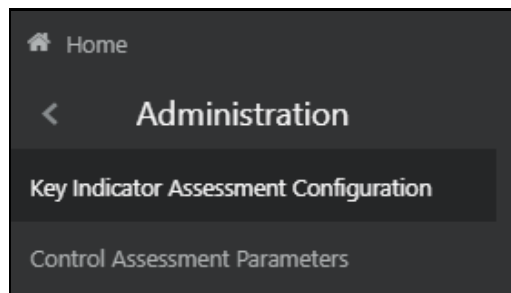 Home
Administration
Key Indicator Assessment Configuration
Control Assessment Parameters